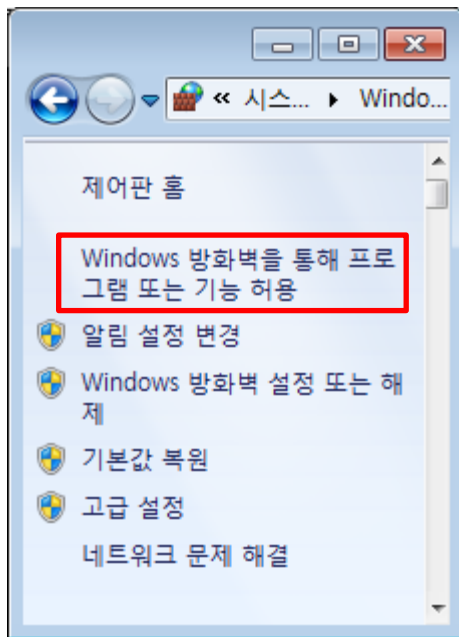 « 시스... ▸ Windo...
제어판 홈
Windows 방화벽을 통해 프로
그램 또는 기능 허용
알림 설정 변경
Windows 방화벽 설정 또는 해
제
기본값 복원
고급 설정
네트워크 문제 해결